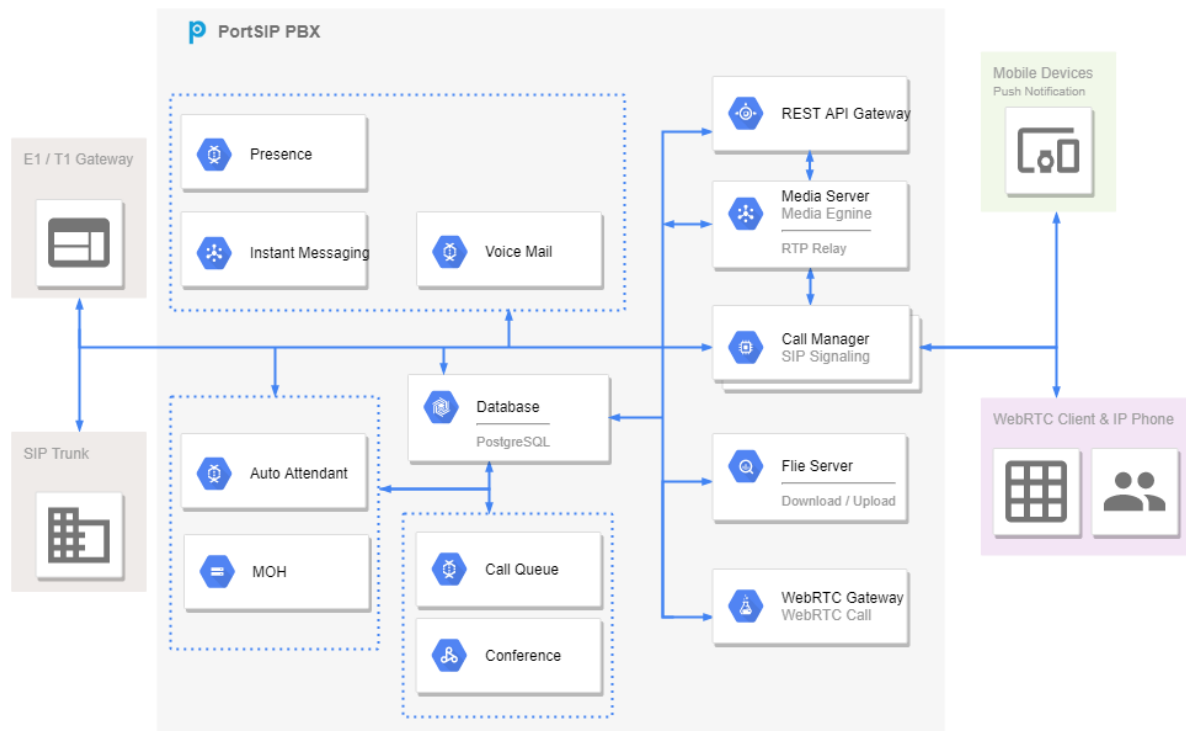 PortSIP PBX
E1 / T1 Gateway
SIP Trunk
Presence
Instant Messaging
Voice Mail
Auto Attendant
MOH
Database
PostgreSQL
Call Queue
Conference
REST API Gateway
Media Server
Media Egnine
RTP Relay
Call Manager
SIP Signaling
Flie Server
Download / Upload
WebRTC Gateway
WebRTC Call
Mobile Devices
Push Notification
WebRTC Client & IP Phone